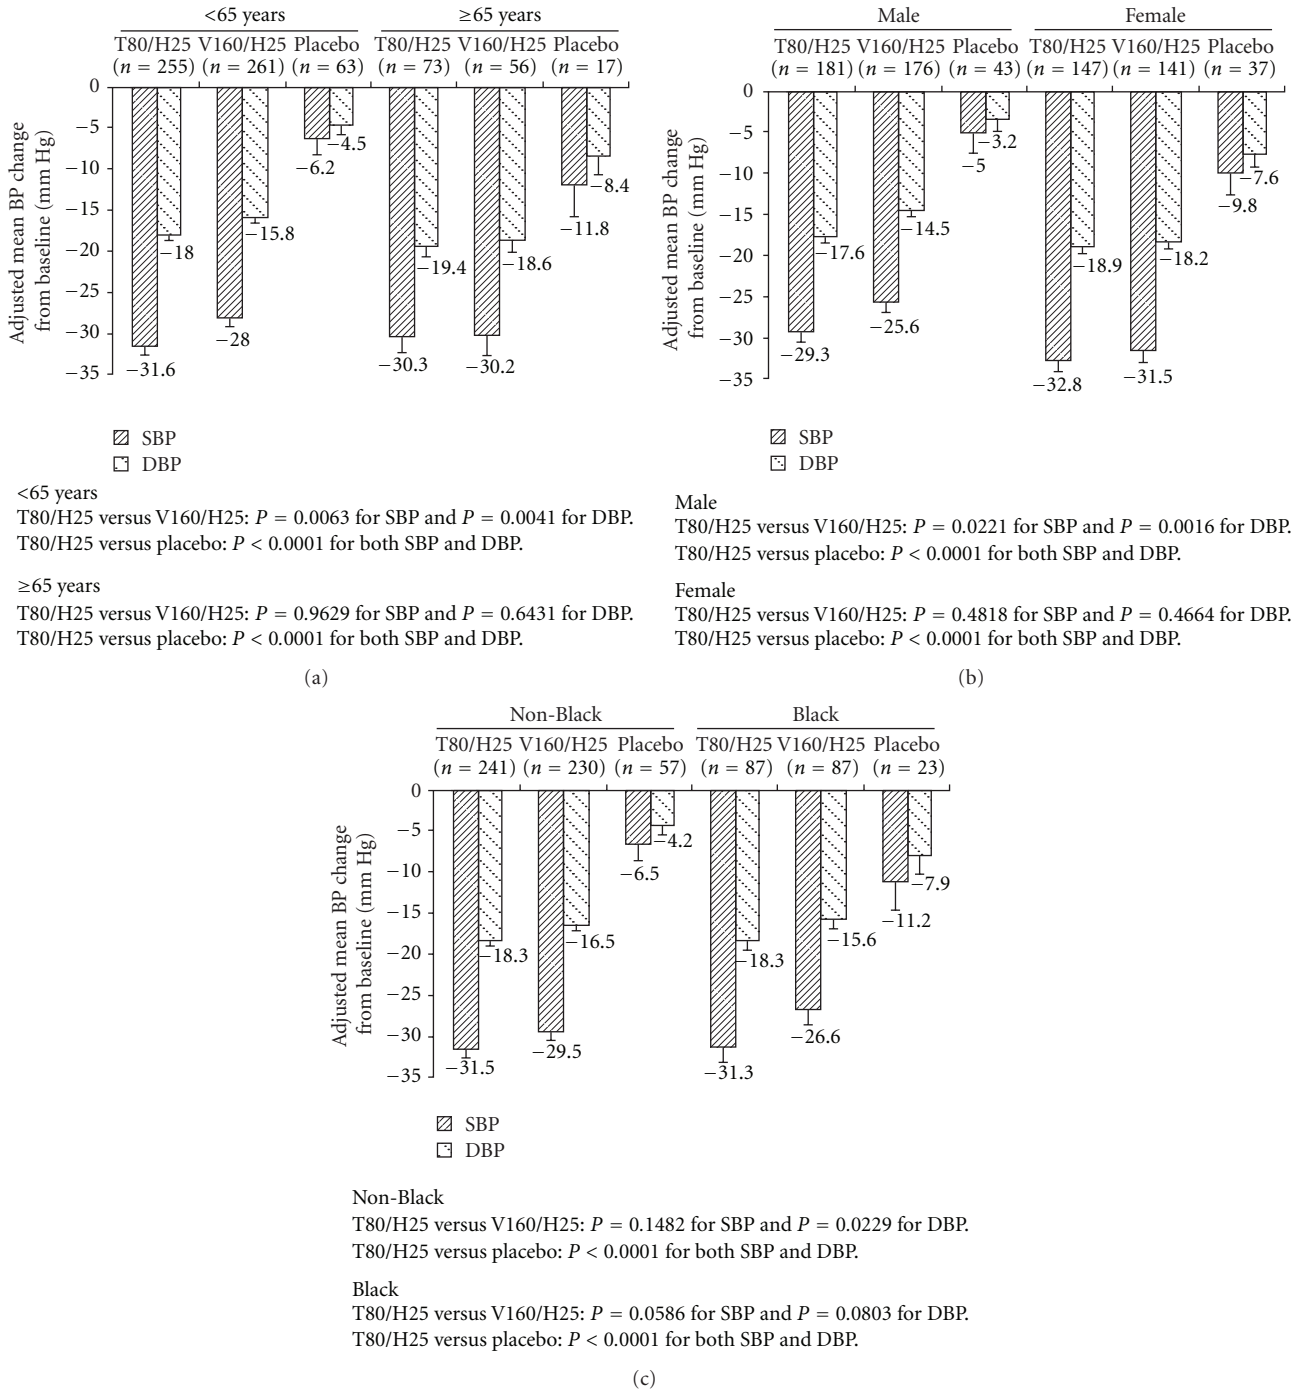 <65 years ≥65 years
T80/H25 V160/H25 Placebo T80/H25 V160/H25 Placebo
(n = 255) (n = 261) (n = 63) (n = 73) (n = 56) (n = 17)
Adjusted mean BP change
from baseline (mm Hg)
0
−5
−10
−15
−20
−25
−30
−35
−31.6
−18
−28
−15.8
−6.2
−4.5
−30.3
−19.4
−30.2
−18.6
−11.8
−8.4
SBP
DBP
<65 years
T80/H25 versus V160/H25: P = 0.0063 for SBP and P = 0.0041 for DBP.
T80/H25 versus placebo: P < 0.0001 for both SBP and DBP.
≥65 years
T80/H25 versus V160/H25: P = 0.9629 for SBP and P = 0.6431 for DBP.
T80/H25 versus placebo: P < 0.0001 for both SBP and DBP.
(a)
Male Female
T80/H25 V160/H25 Placebo T80/H25 V160/H25 Placebo
(n = 181) (n = 176) (n = 43) (n = 147) (n = 141) (n = 37)
Adjusted mean BP change
from baseline (mm Hg)
0
−5
−10
−15
−20
−25
−30
−35
−29.3
−17.6
−25.6
−14.5
−5
−3.2
−32.8
−18.9
−31.5
−18.2
−9.8
−7.6
SBP
DBP
Male
T80/H25 versus V160/H25: P = 0.0221 for SBP and P = 0.0016 for DBP.
T80/H25 versus placebo: P < 0.0001 for both SBP and DBP.
Female
T80/H25 versus V160/H25: P = 0.4818 for SBP and P = 0.4664 for DBP.
T80/H25 versus placebo: P < 0.0001 for both SBP and DBP.
(b)
Non-Black Black
T80/H25 V160/H25 Placebo T80/H25 V160/H25 Placebo
(n = 241) (n = 230) (n = 57) (n = 87) (n = 87) (n = 23)
Adjusted mean BP change
from baseline (mm Hg)
0
−5
−10
−15
−20
−25
−30
−35
−31.5
−18.3
−29.5
−16.5
−6.5
−4.2
−31.3
−18.3
−26.6
−15.6
−11.2
−7.9
SBP
DBP
Non-Black
T80/H25 versus V160/H25: P = 0.1482 for SBP and P = 0.0229 for DBP.
T80/H25 versus placebo: P < 0.0001 for both SBP and DBP.
Black
T80/H25 versus V160/H25: P = 0.0586 for SBP and P = 0.0803 for DBP.
T80/H25 versus placebo: P < 0.0001 for both SBP and DBP.
(c)